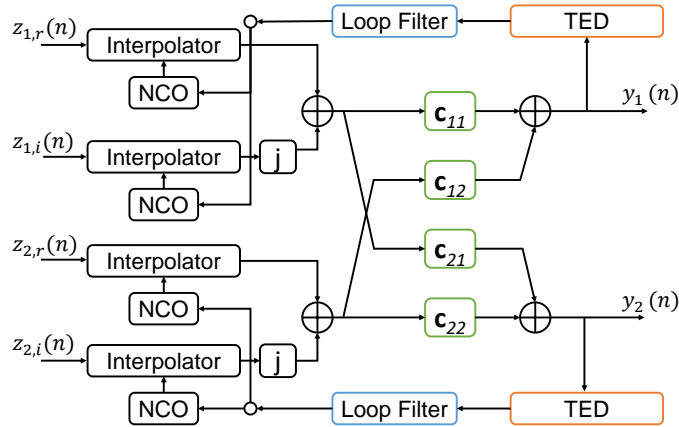 z₁,ᵣ(n)
Interpolator
NCO
Loop Filter
TED
z₁,ᵢ(n)
Interpolator
j
NCO
c₁₁
y₁(n)
c₁₂
z₂,ᵣ(n)
Interpolator
NCO
c₂₁
z₂,ᵢ(n)
Interpolator
j
c₂₂
y₂(n)
NCO
Loop Filter
TED